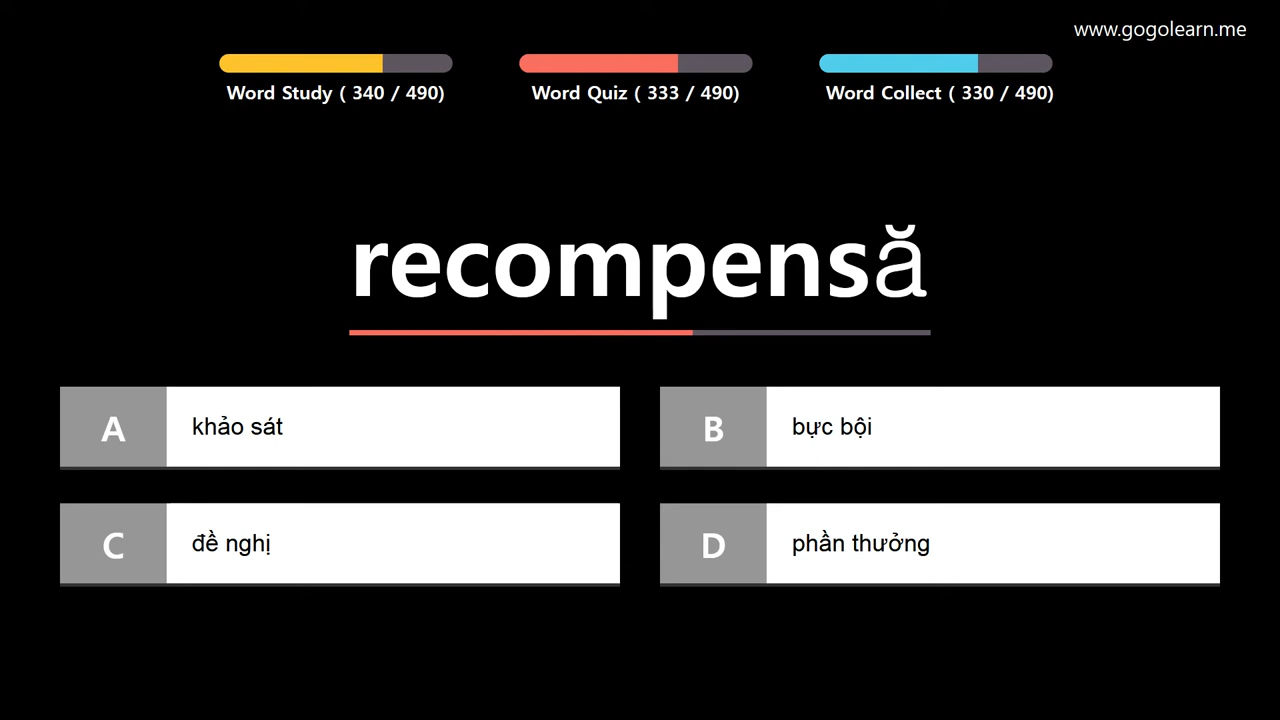 www.gogolearn.me
Word Study ( 340 / 490)
Word Quiz ( 333 / 490)
Word Collect ( 330 / 490)
recompensă
A khảo sát
B bực bội
C đề nghị
D phần thưởng